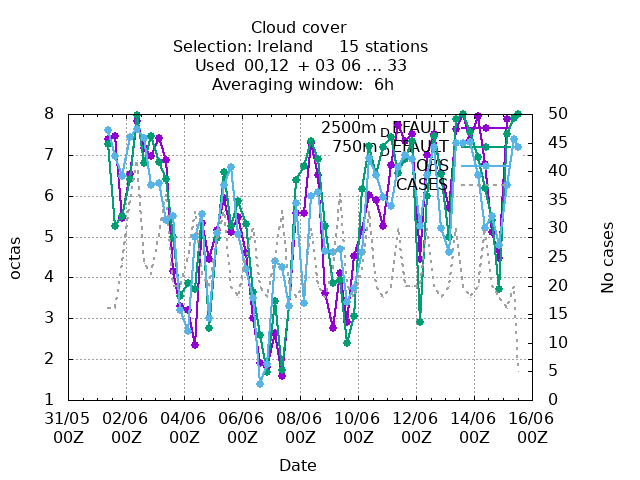 Cloud cover
Selection: Ireland     15 stations
Used  00,12  + 03 06 ... 33
Averaging window:  6h
2500m_DEFAULT
750m_DEFAULT
OBS
CASES
8
7
6
5
4
3
2
1
octas
50
45
40
35
30
25
20
15
10
5
0
No cases
31/05 02/06 04/06 06/06 08/06 10/06 12/06 14/06 16/06
00Z 00Z 00Z 00Z 00Z 00Z 00Z 00Z 00Z
Date